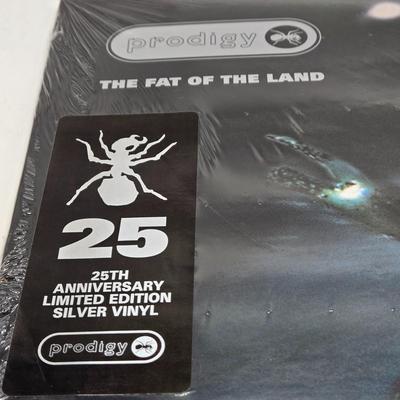 prodigy
THE FAT OF THE LAND
25
25TH
ANNIVERSARY
LIMITED EDITION
SILVER VINYL
prodigy